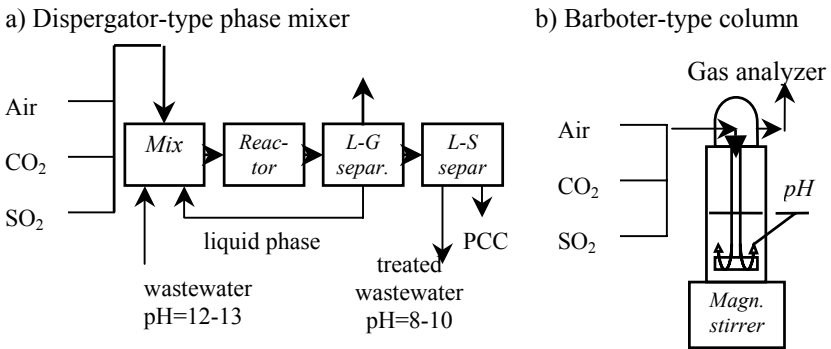 a) Dispergator-type phase mixer
Air
CO₂
SO₂
Mix
Reac-
tor
L-G
separ.
L-S
separ
liquid phase
PCC
wastewater
pH=12-13
treated
wastewater
pH=8-10
b) Barboter-type column
Gas analyzer
Air
CO₂
SO₂
pH
Magn.
stirrer